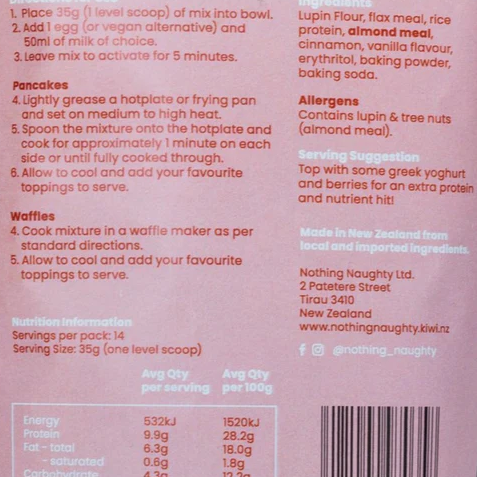 Directions for Use
1. Place 35g (1 level scoop) of mix into bowl.
2. Add 1 egg (or vegan alternative) and
50ml of milk of choice.
3. Leave mix to activate for 5 minutes.
Pancakes
4. Lightly grease a hotplate or frying pan
and set on medium to high heat.
5. Spoon the mixture onto the hotplate and
cook for approximately 1 minute on each
side or until fully cooked through.
6. Allow to cool and add your favourite
toppings to serve.
Waffles
4. Cook mixture in a waffle maker as per
standard directions.
5. Allow to cool and add your favourite
toppings to serve.
Nutrition Information
Servings per pack: 14
Serving Size: 35g (one level scoop)
Avg Qty Avg Qty
per serving per 100g
Energy 532kJ 1520kJ
Protein 9.9g 28.2g
Fat - total 6.3g 18.0g
- saturated 0.6g 1.8g
Carbohydrate 4.3g 12.2g
Ingredients
Lupin Flour, flax meal, rice
protein, almond meal,
cinnamon, vanilla flavour,
erythritol, baking powder,
baking soda.
Allergens
Contains lupin & tree nuts
(almond meal).
Serving Suggestion
Top with some greek yoghurt
and berries for an extra protein
and nutrient hit!
Made in New Zealand from
local and imported ingredients.
Nothing Naughty Ltd.
2 Patetere Street
Tirau 3410
New Zealand
www.nothingnaughty.kiwi.nz
@nothing_naughty